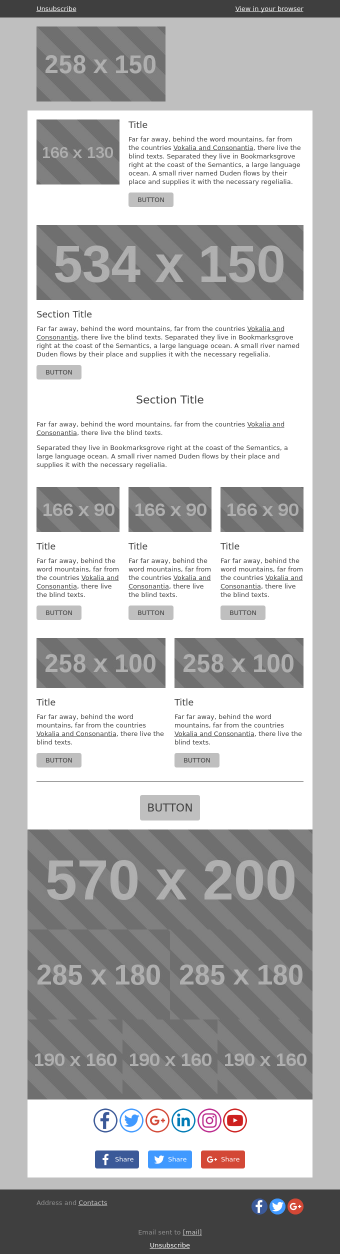 Unsubscribe View in your browser
258 x 150
166 x 130
Title
Far far away, behind the word mountains, far from
the countries Vokalia and Consonantia, there live the
blind texts. Separated they live in Bookmarksgrove
right at the coast of the Semantics, a large language
ocean. A small river named Duden flows by their
place and supplies it with the necessary regelialia.
BUTTON
534 x 150
Section Title
Far far away, behind the word mountains, far from the countries Vokalia and
Consonantia, there live the blind texts. Separated they live in Bookmarksgrove
right at the coast of the Semantics, a large language ocean. A small river named
Duden flows by their place and supplies it with the necessary regelialia.
BUTTON
Section Title
Far far away, behind the word mountains, far from the countries Vokalia and
Consonantia, there live the blind texts.
Separated they live in Bookmarksgrove right at the coast of the Semantics, a
large language ocean. A small river named Duden flows by their place and
supplies it with the necessary regelialia.
166 x 90
Title
Far far away, behind the
word mountains, far from
the countries Vokalia and
Consonantia, there live
the blind texts.
BUTTON
166 x 90
Title
Far far away, behind the
word mountains, far from
the countries Vokalia and
Consonantia, there live
the blind texts.
BUTTON
166 x 90
Title
Far far away, behind the
word mountains, far from
the countries Vokalia and
Consonantia, there live
the blind texts.
BUTTON
258 x 100
Title
Far far away, behind the word
mountains, far from the countries
Vokalia and Consonantia, there live the
blind texts.
BUTTON
258 x 100
Title
Far far away, behind the word
mountains, far from the countries
Vokalia and Consonantia, there live the
blind texts.
BUTTON
BUTTON
570 x 200
285 x 180 285 x 180
190 x 160 190 x 160 190 x 160
f G+ in
f Share Share G+ Share
Address and Contacts f G+
Email sent to [mail]
Unsubscribe